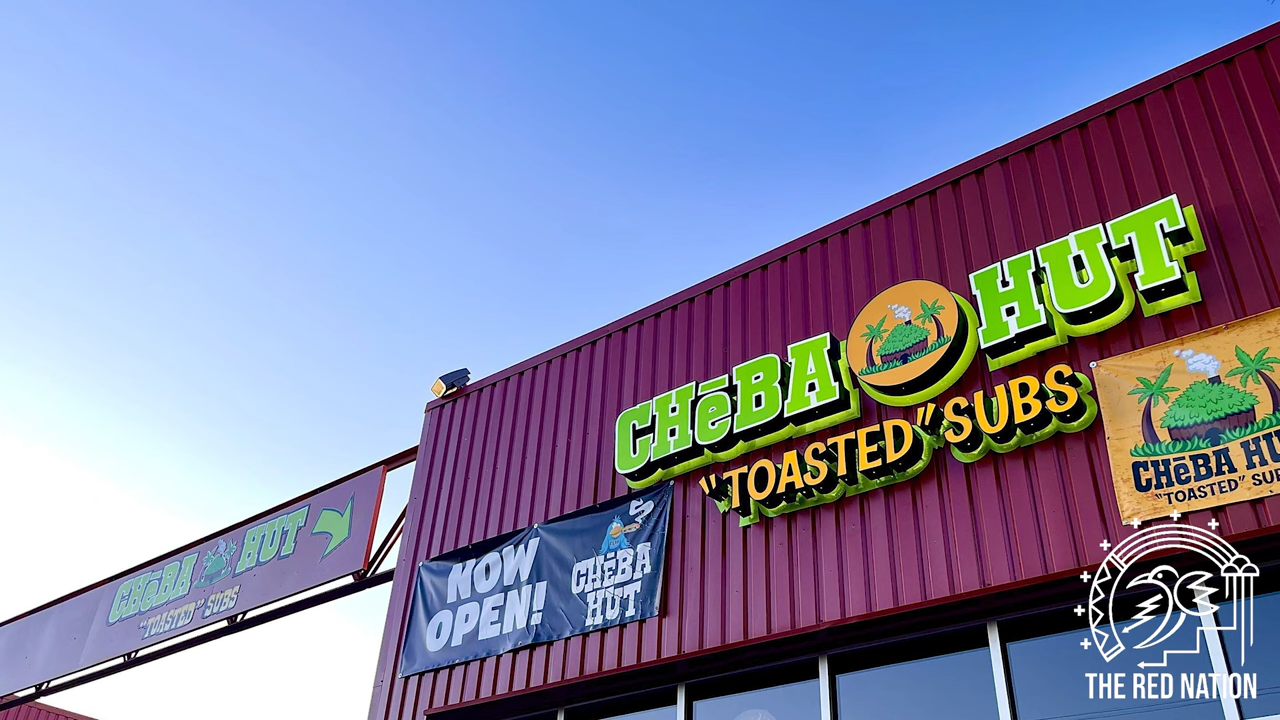 CHēBA HUT
"TOASTED" SUBS
NOW
OPEN!
CHēBA
HUT
CHēBA HUT
"TOASTED" SUBS
CHēBA HU
"TOASTED" SUB
THE RED NATION